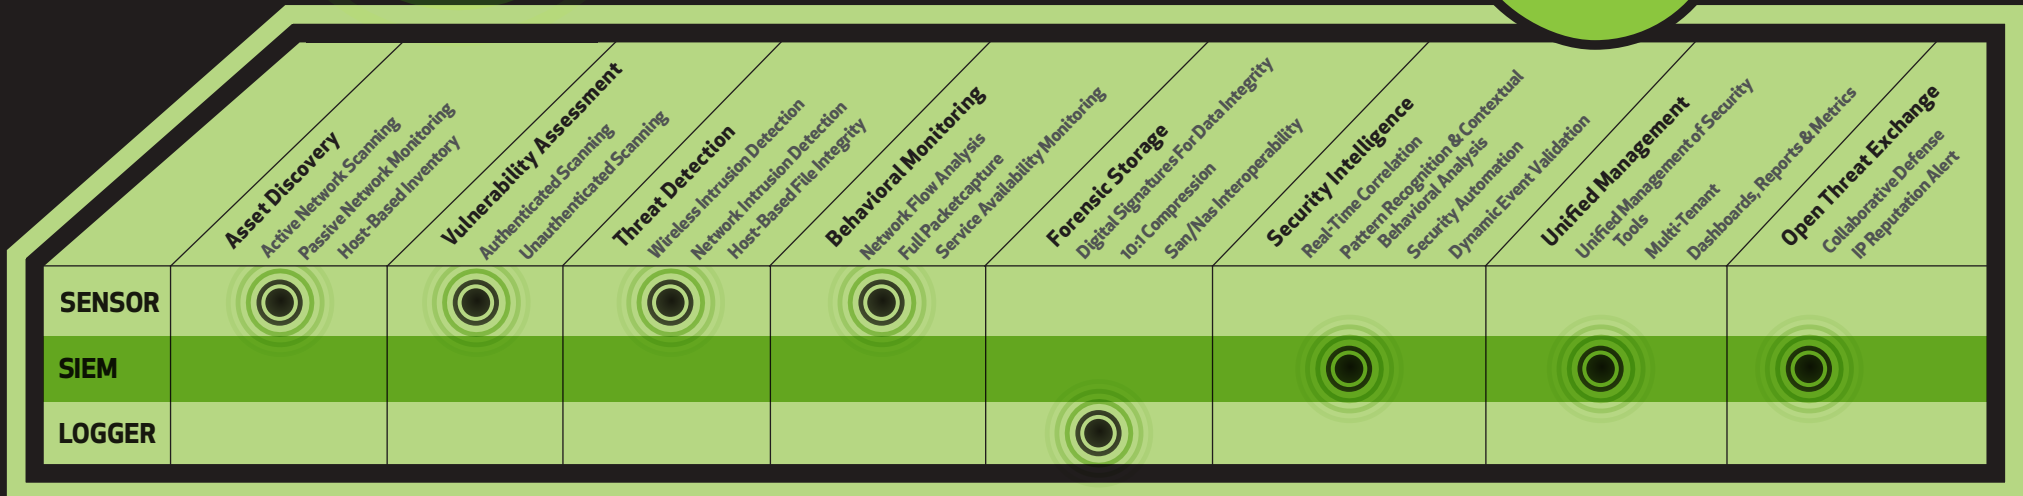 Asset Discovery
Active Network Scanning
Passive Network Monitoring
Host-Based Inventory
Vulnerability Assessment
Authenticated Scanning
Unauthenticated Scanning
Threat Detection
Wireless Intrusion Detection
Network Intrusion Detection
Host-Based File Integrity
Behavioral Monitoring
Network Flow Analysis
Full Packetcapture
Service Availability Monitoring
Forensic Storage
Digital Signatures For Data Integrity
10:1 Compression
San/Nas Interoperability
Security Intelligence
Real-Time Correlation
Pattern Recognition & Contextual
Behavioral Analysis
Security Automation
Dynamic Event Validation
Unified Management
Unified Management of Security
Tools
Multi-Tenant
Dashboards, Reports & Metrics
Open Threat Exchange
Collaborative Defense
IP Reputation Alert
SENSOR
SIEM
LOGGER